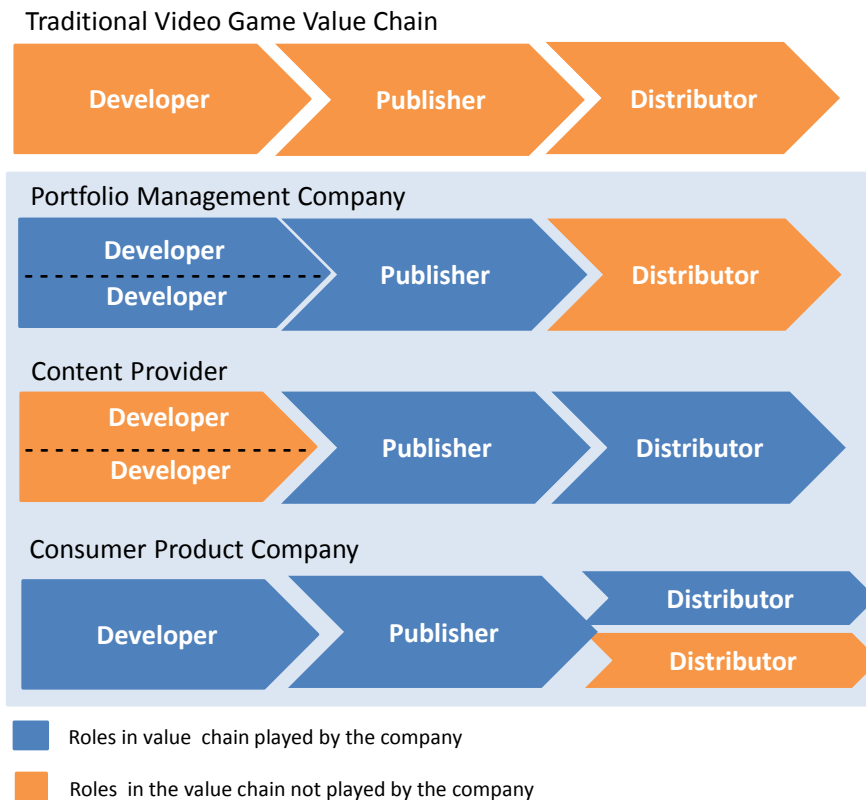 Traditional Video Game Value Chain
Developer
Publisher
Distributor
Portfolio Management Company
Developer
Developer
Publisher
Distributor
Content Provider
Developer
Developer
Publisher
Distributor
Consumer Product Company
Developer
Publisher
Distributor
Distributor
Roles in value chain played by the company
Roles in the value chain not played by the company